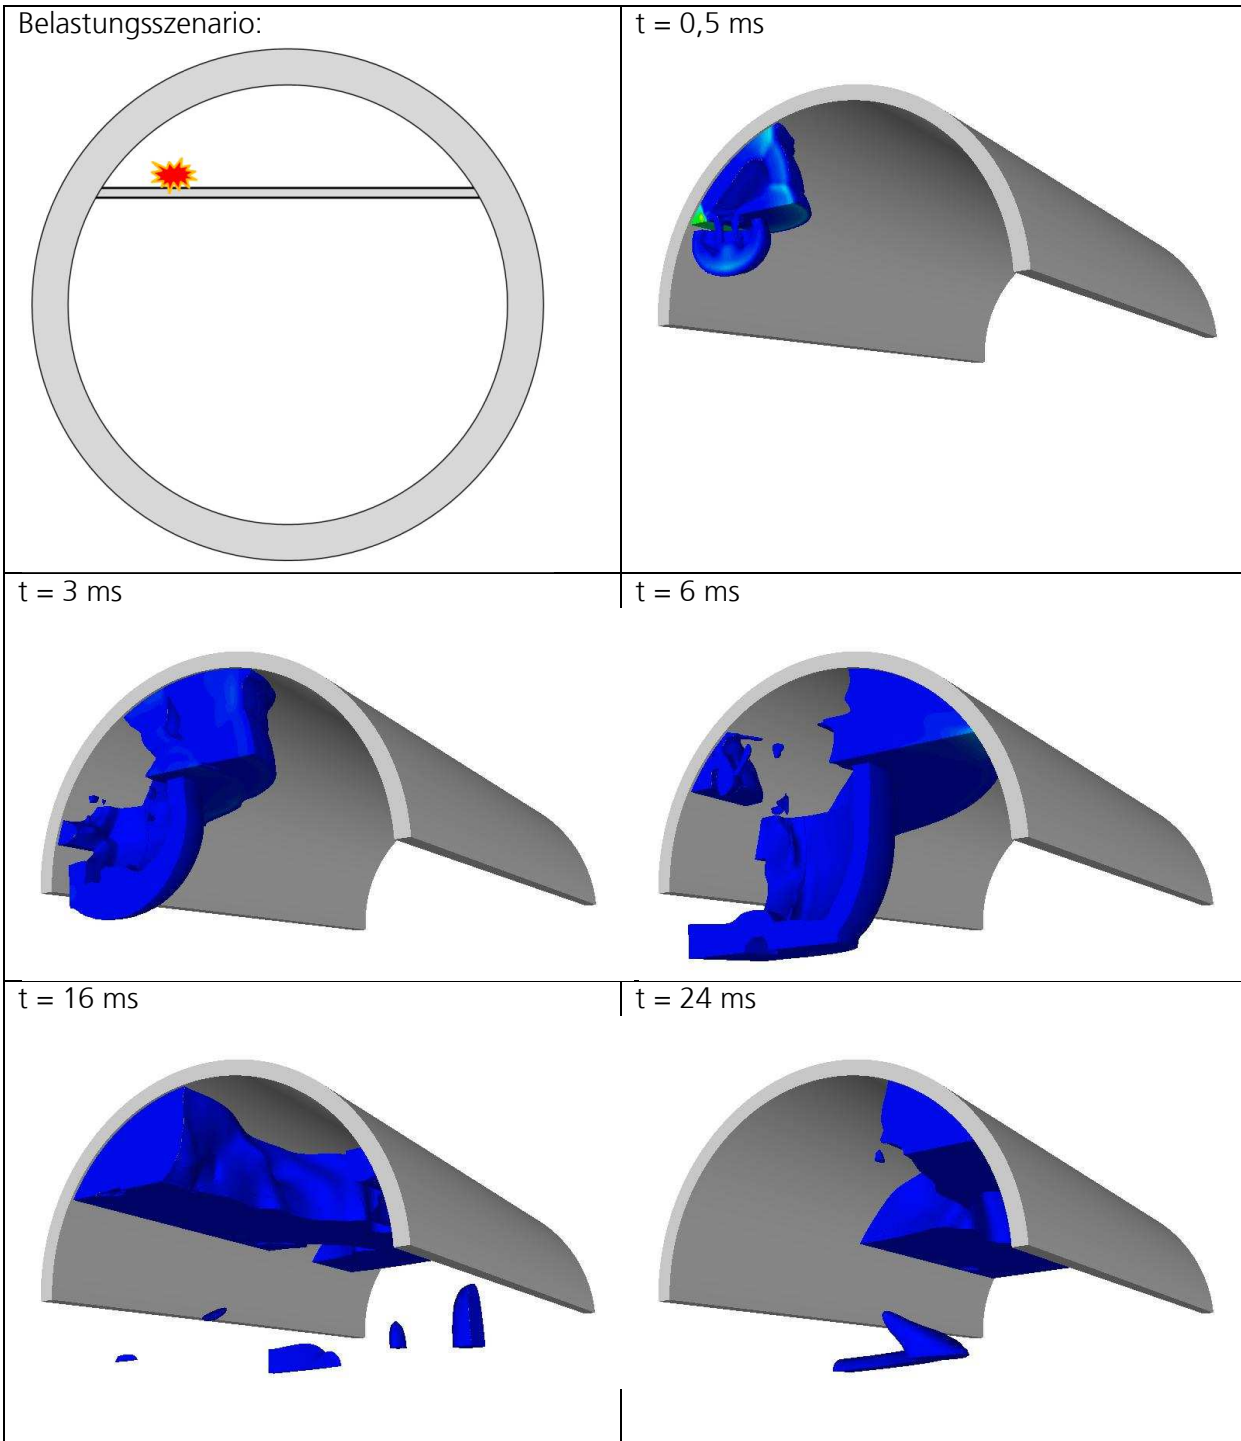 Belastungsszenario:
t = 0,5 ms
t = 3 ms
t = 6 ms
t = 16 ms
t = 24 ms